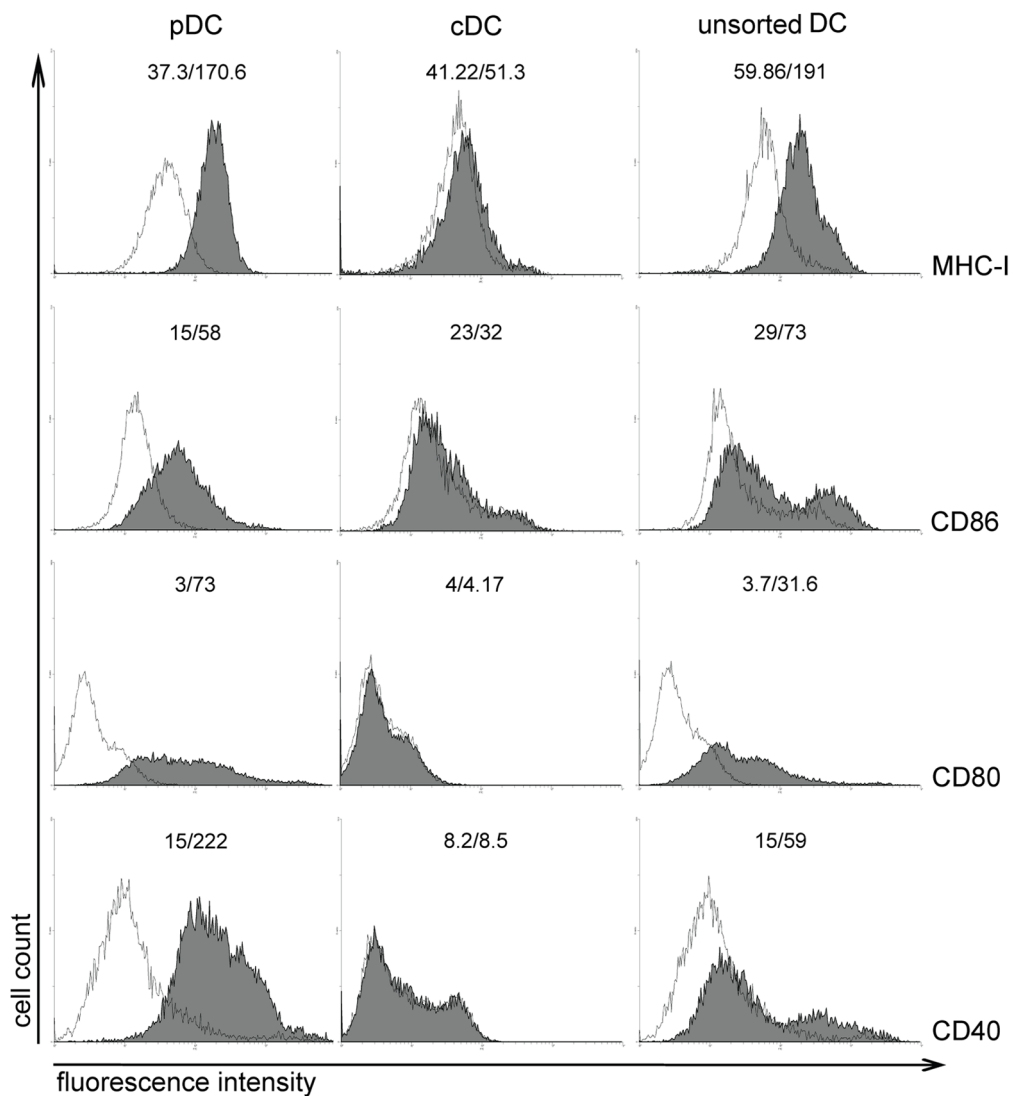 pDC cDC unsorted DC
37.3/170.6 41.22/51.3 59.86/191
MHC-I
15/58 23/32 29/73
CD86
3/73 4/4.17 3.7/31.6
CD80
15/222 8.2/8.5 15/59
CD40
cell count
fluorescence intensity